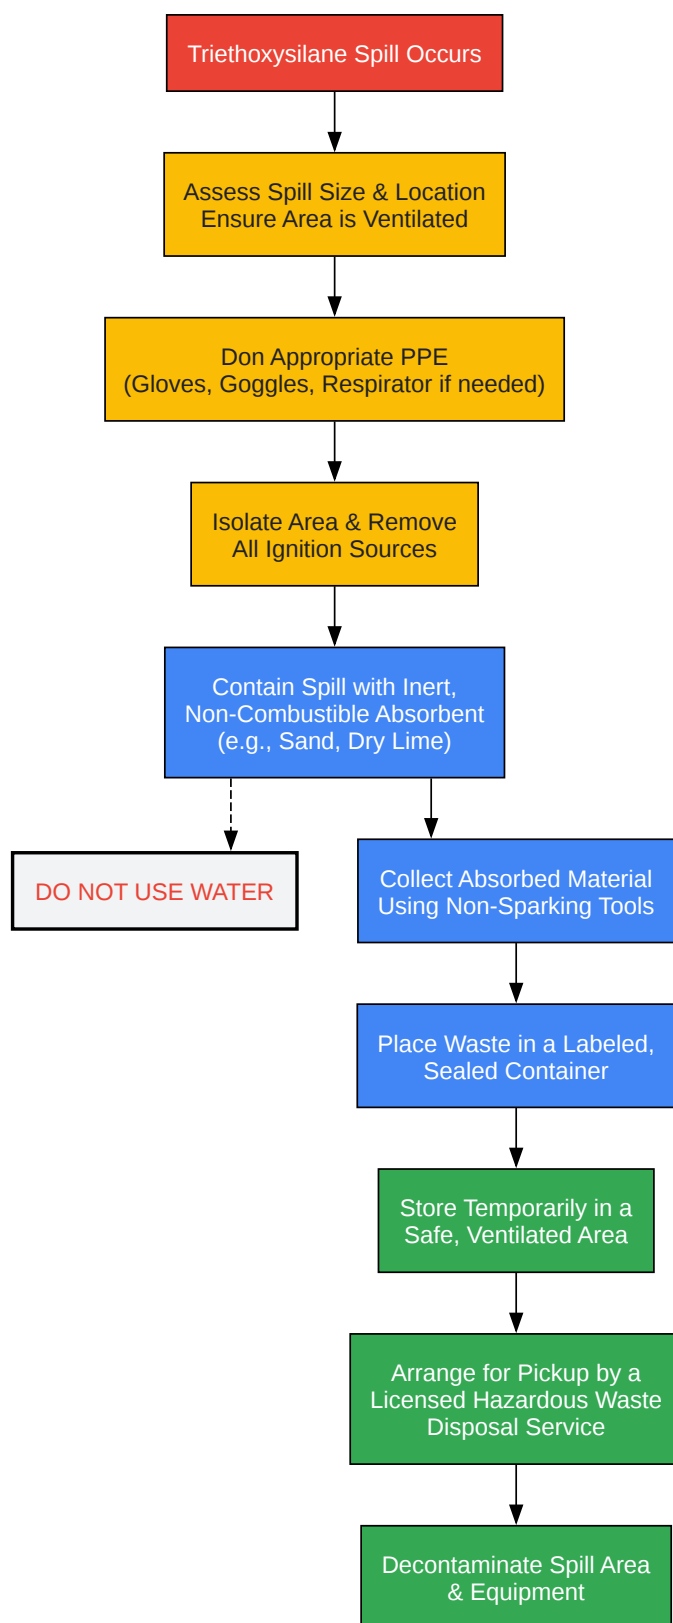 Triethoxysilane Spill Occurs
Assess Spill Size & Location
Ensure Area is Ventilated
Don Appropriate PPE
(Gloves, Goggles, Respirator if needed)
Isolate Area & Remove
All Ignition Sources
Contain Spill with Inert,
Non-Combustible Absorbent
(e.g., Sand, Dry Lime)
DO NOT USE WATER
Collect Absorbed Material
Using Non-Sparking Tools
Place Waste in a Labeled,
Sealed Container
Store Temporarily in a
Safe, Ventilated Area
Arrange for Pickup by a
Licensed Hazardous Waste
Disposal Service
Decontaminate Spill Area
& Equipment